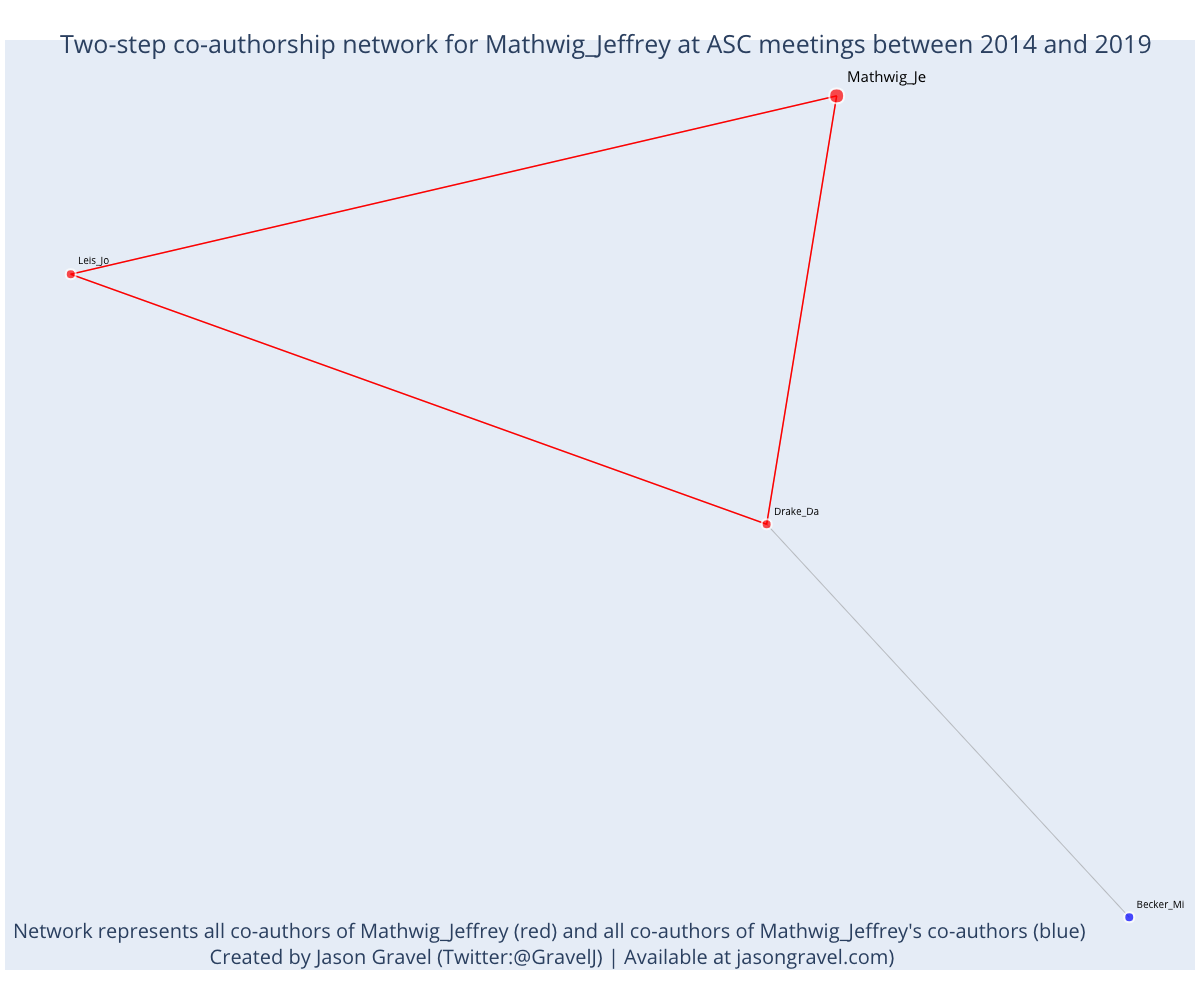 Two-step co-authorship network for Mathwig_Jeffrey at ASC meetings between 2014 and 2019
Mathwig_Je
Leis_Jo
Drake_Da
Becker_Mi
Network represents all co-authors of Mathwig_Jeffrey (red) and all co-authors of Mathwig_Jeffrey's co-authors (blue)
Created by Jason Gravel (Twitter:@GravelJ) | Available at jasongravel.com)